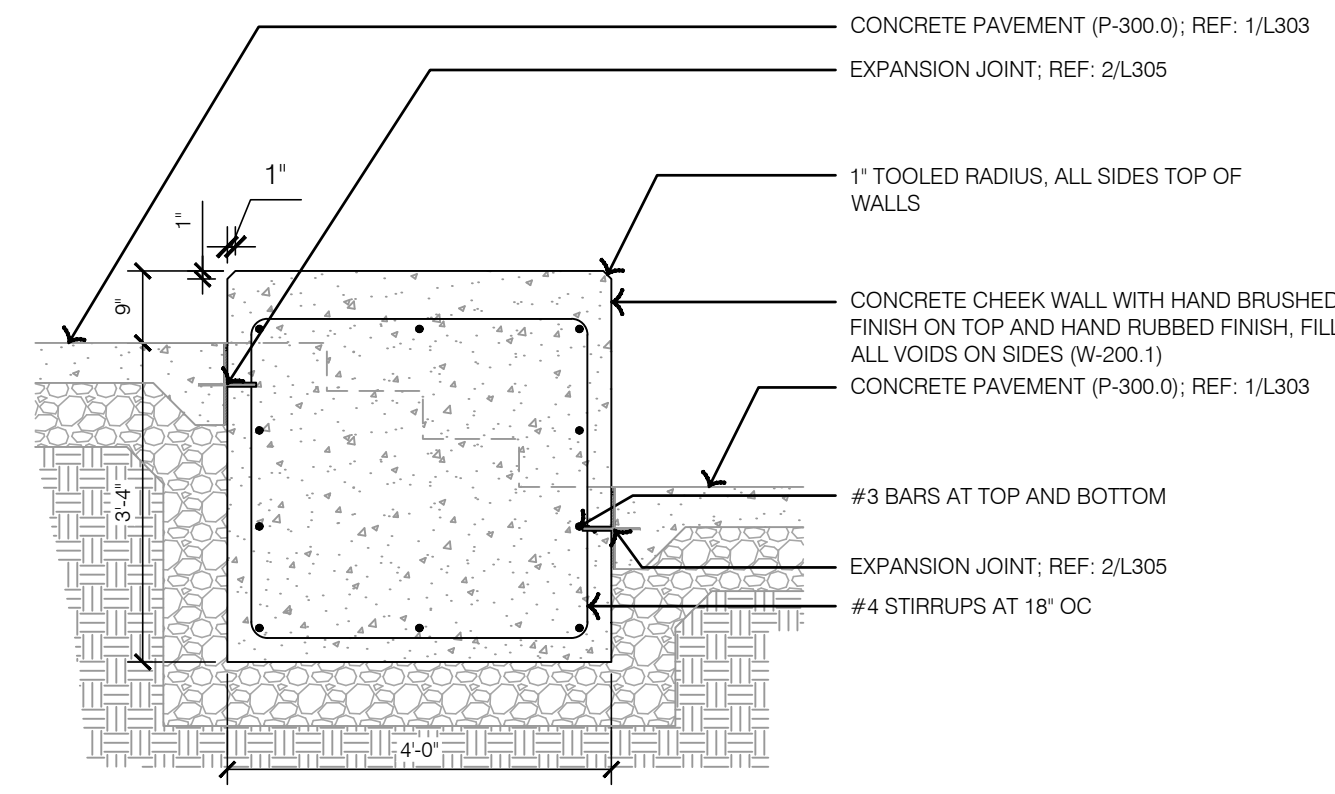 CONCRETE PAVEMENT (P-300.0); REF: 1/L303
EXPANSION JOINT; REF: 2/L305
1"
1" TOOLED RADIUS, ALL SIDES TOP OF
WALLS
1"
9"
CONCRETE CHEEK WALL WITH HAND BRUSHED
FINISH ON TOP AND HAND RUBBED FINISH, FILL
ALL VOIDS ON SIDES (W-200.1)
CONCRETE PAVEMENT (P-300.0); REF: 1/L303
3'-4"
#3 BARS AT TOP AND BOTTOM
EXPANSION JOINT; REF: 2/L305
#4 STIRRUPS AT 18" OC
4'-0"